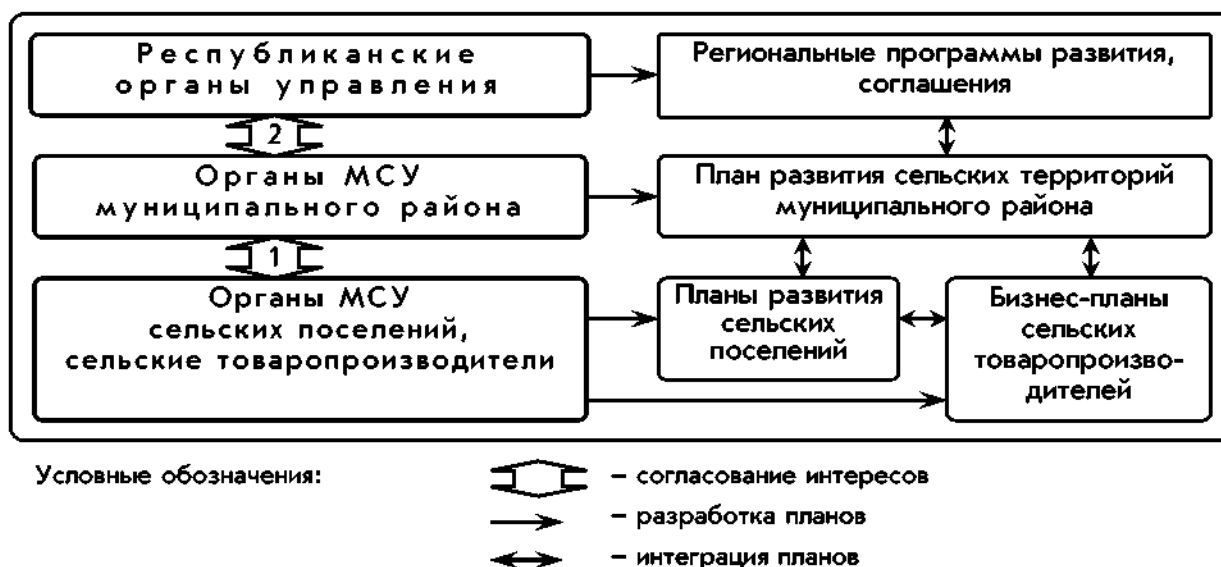 Республиканские
органы управления
Региональные программы развития,
соглашения
2
Органы МСУ
муниципального района
План развития сельских территорий
муниципального района
1
Органы МСУ
сельских поселений,
сельские товаропроизводители
Планы развития
сельских
поселений
Бизнес-планы
сельских
товаропроизво-
дителей
Условные обозначения:
– согласование интересов
– разработка планов
– интеграция планов